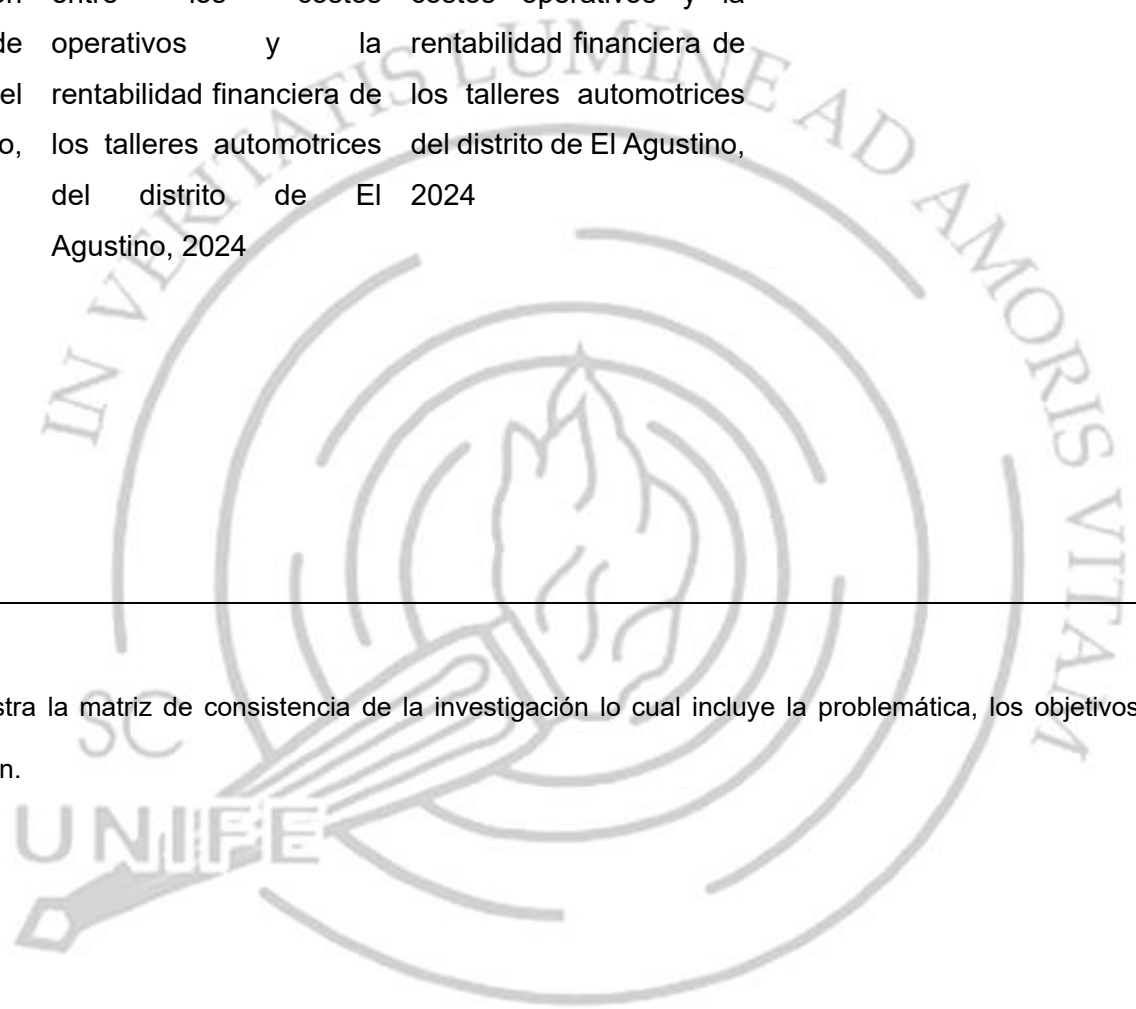 de
el
o,
entre los costos
operativos y la
rentabilidad financiera de
los talleres automotrices
del distrito de El
Agustino, 2024
costos operativos y la
rentabilidad financiera de
los talleres automotrices
del distrito de El Agustino,
2024
stra la matriz de consistencia de la investigación lo cual incluye la problemática, los objetivos
n.
IN VERITATIS LUMINE AD AMORIS VITAM
SC
UNIFE